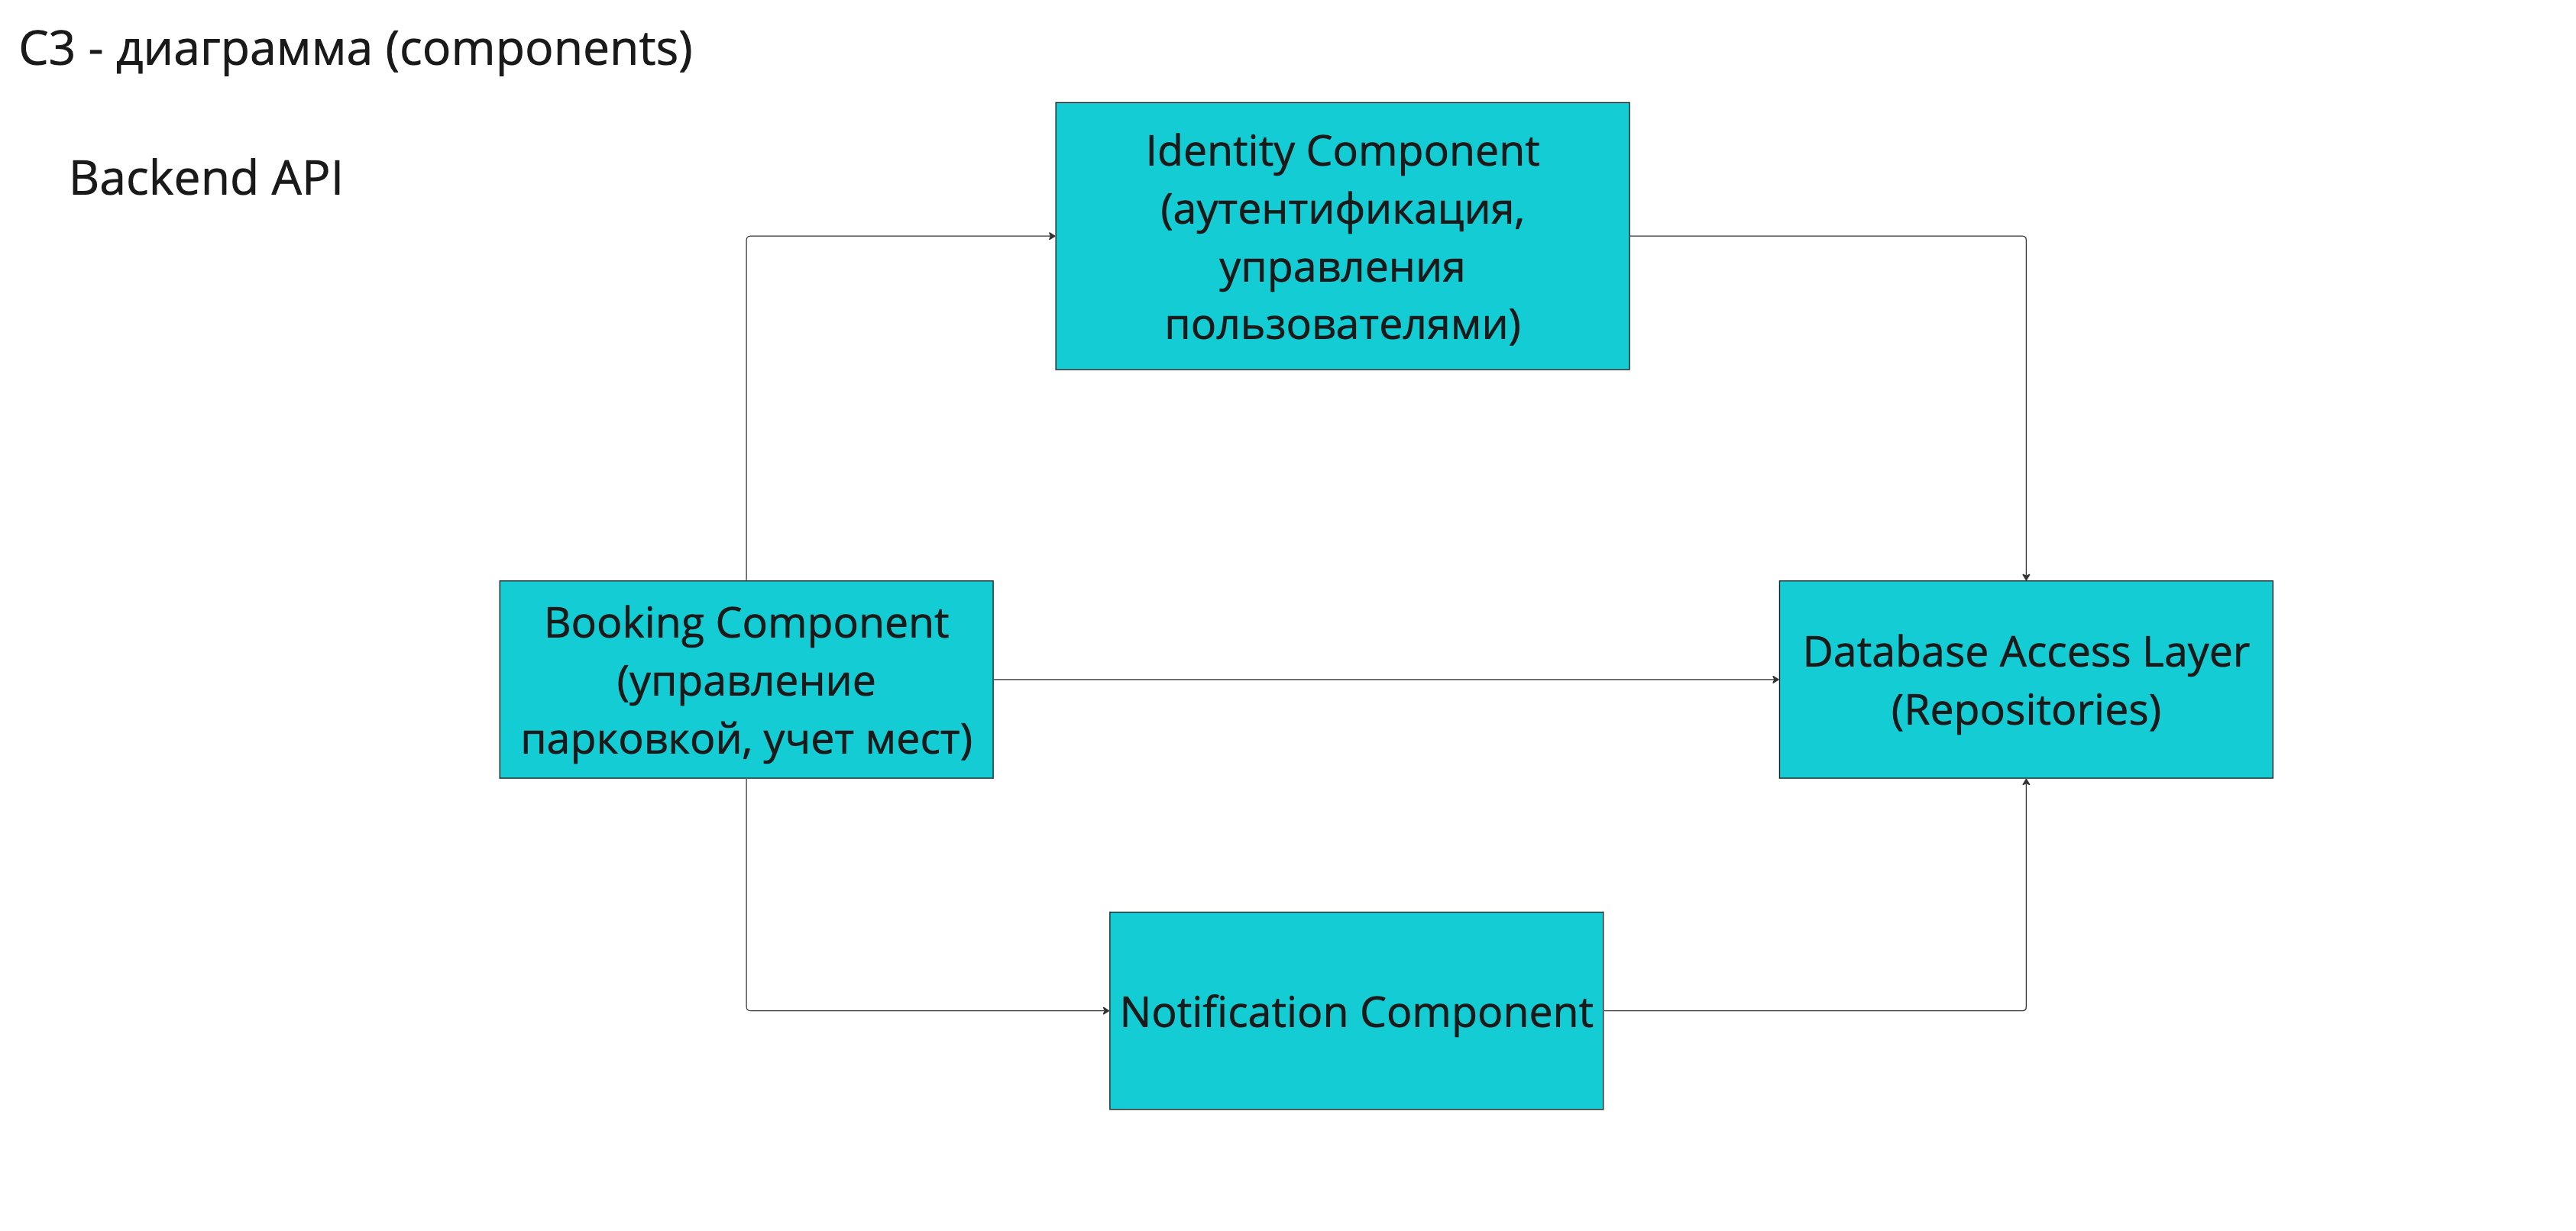 C3 - диаграмма (components)
Backend API
Identity Component
(аутентификация,
управления
пользователями)
Booking Component
(управление
парковкой, учет мест)
Database Access Layer
(Repositories)
Notification Component